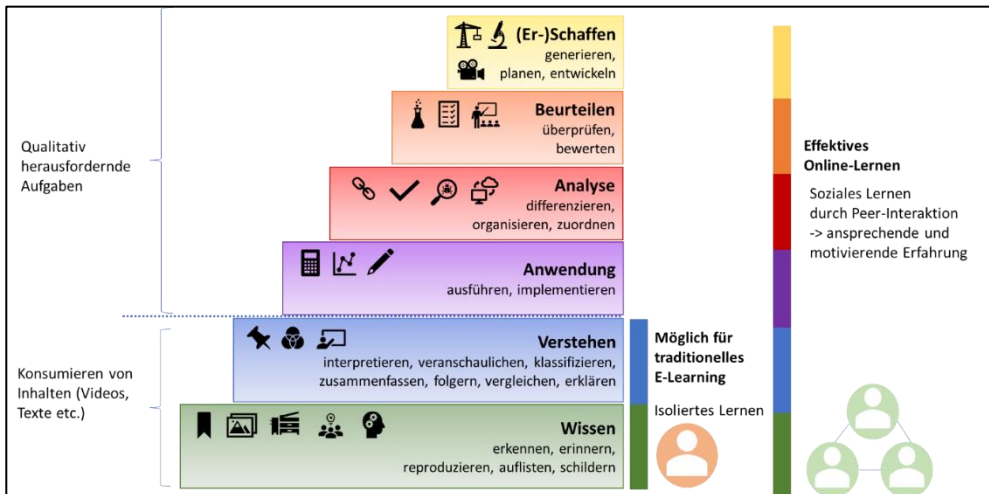 (Er-)Schaffen
generieren,
planen, entwickeln
Beurteilen
überprüfen,
bewerten
Analyse
differenzieren,
organisieren, zuordnen
Anwendung
ausführen, implementieren
Verstehen
interpretieren, veranschaulichen, klassifizieren,
zusammenfassen, folgern, vergleichen, erklären
Wissen
erkennen, erinnern,
reproduzieren, auflisten, schildern
Qualitativ
herausfordernde
Aufgaben
Konsumieren von
Inhalten (Videos,
Texte etc.)
Möglich für
traditionelles
E-Learning
Isoliertes Lernen
Effektives
Online-Lernen
Soziales Lernen
durch Peer-Interaktion
-> ansprechende und
motivierende Erfahrung